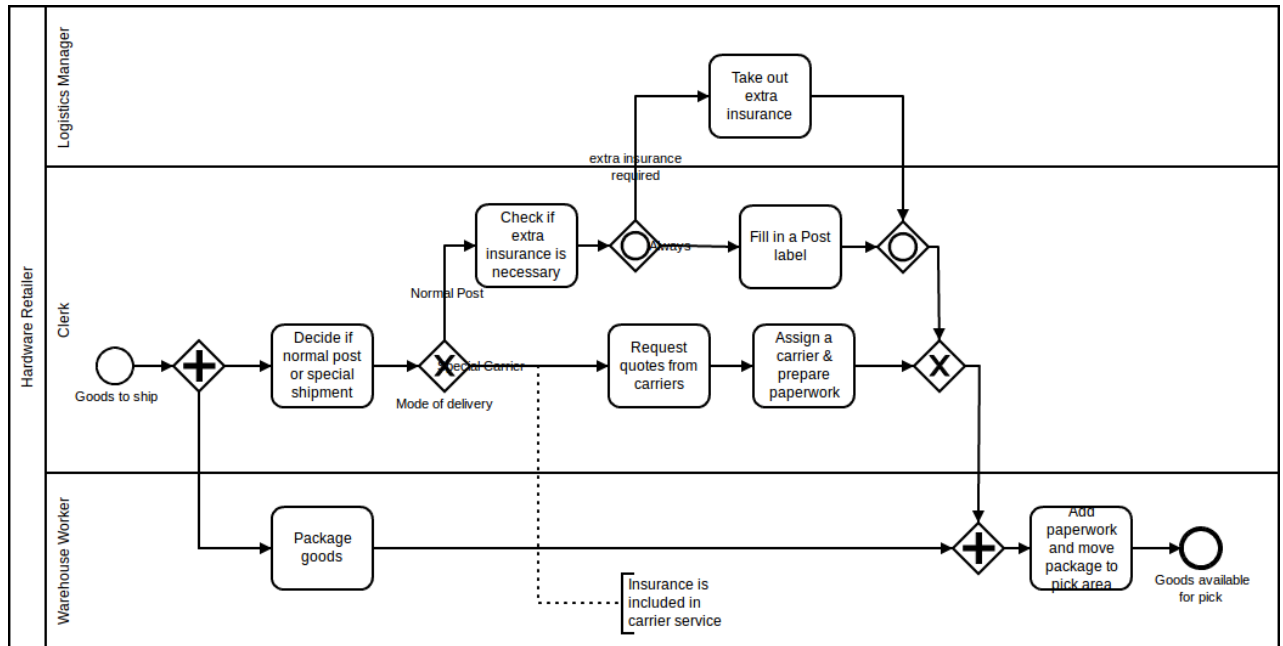 Hardware Retailer
Logistics Manager
Take out
extra
insurance
extra insurance
required
Clerk
Check if
extra
insurance is
necessary
Always
Fill in a Post
label
Normal Post
Goods to ship
Decide if
normal post
or special
shipment
Special Carrier
Mode of delivery
Request
quotes from
carriers
Assign a
carrier &
prepare
paperwork
Warehouse Worker
Package
goods
Insurance is
included in
carrier service
Add
paperwork
and move
package to
pick area
Goods available
for pick